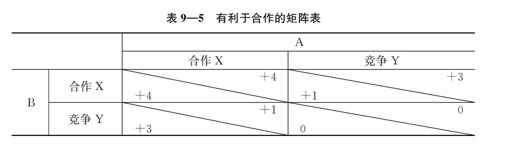 表 9—5 有利于合作的矩阵表
A
合作 X 竞争 Y
B 合作 X +4 +4 +3 +1
竞争 Y +1 +3 0 0